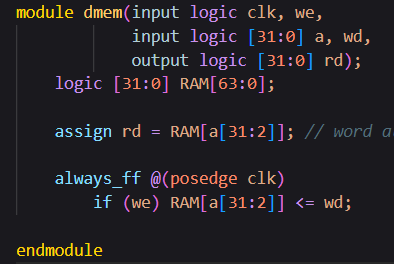 module dmem(input logic clk, we,
            input logic [31:0] a, wd,
            output logic [31:0] rd);
    logic [31:0] RAM[63:0];

    assign rd = RAM[a[31:2]]; // word

    always_ff @(posedge clk)
        if (we) RAM[a[31:2]] <= wd;

endmodule